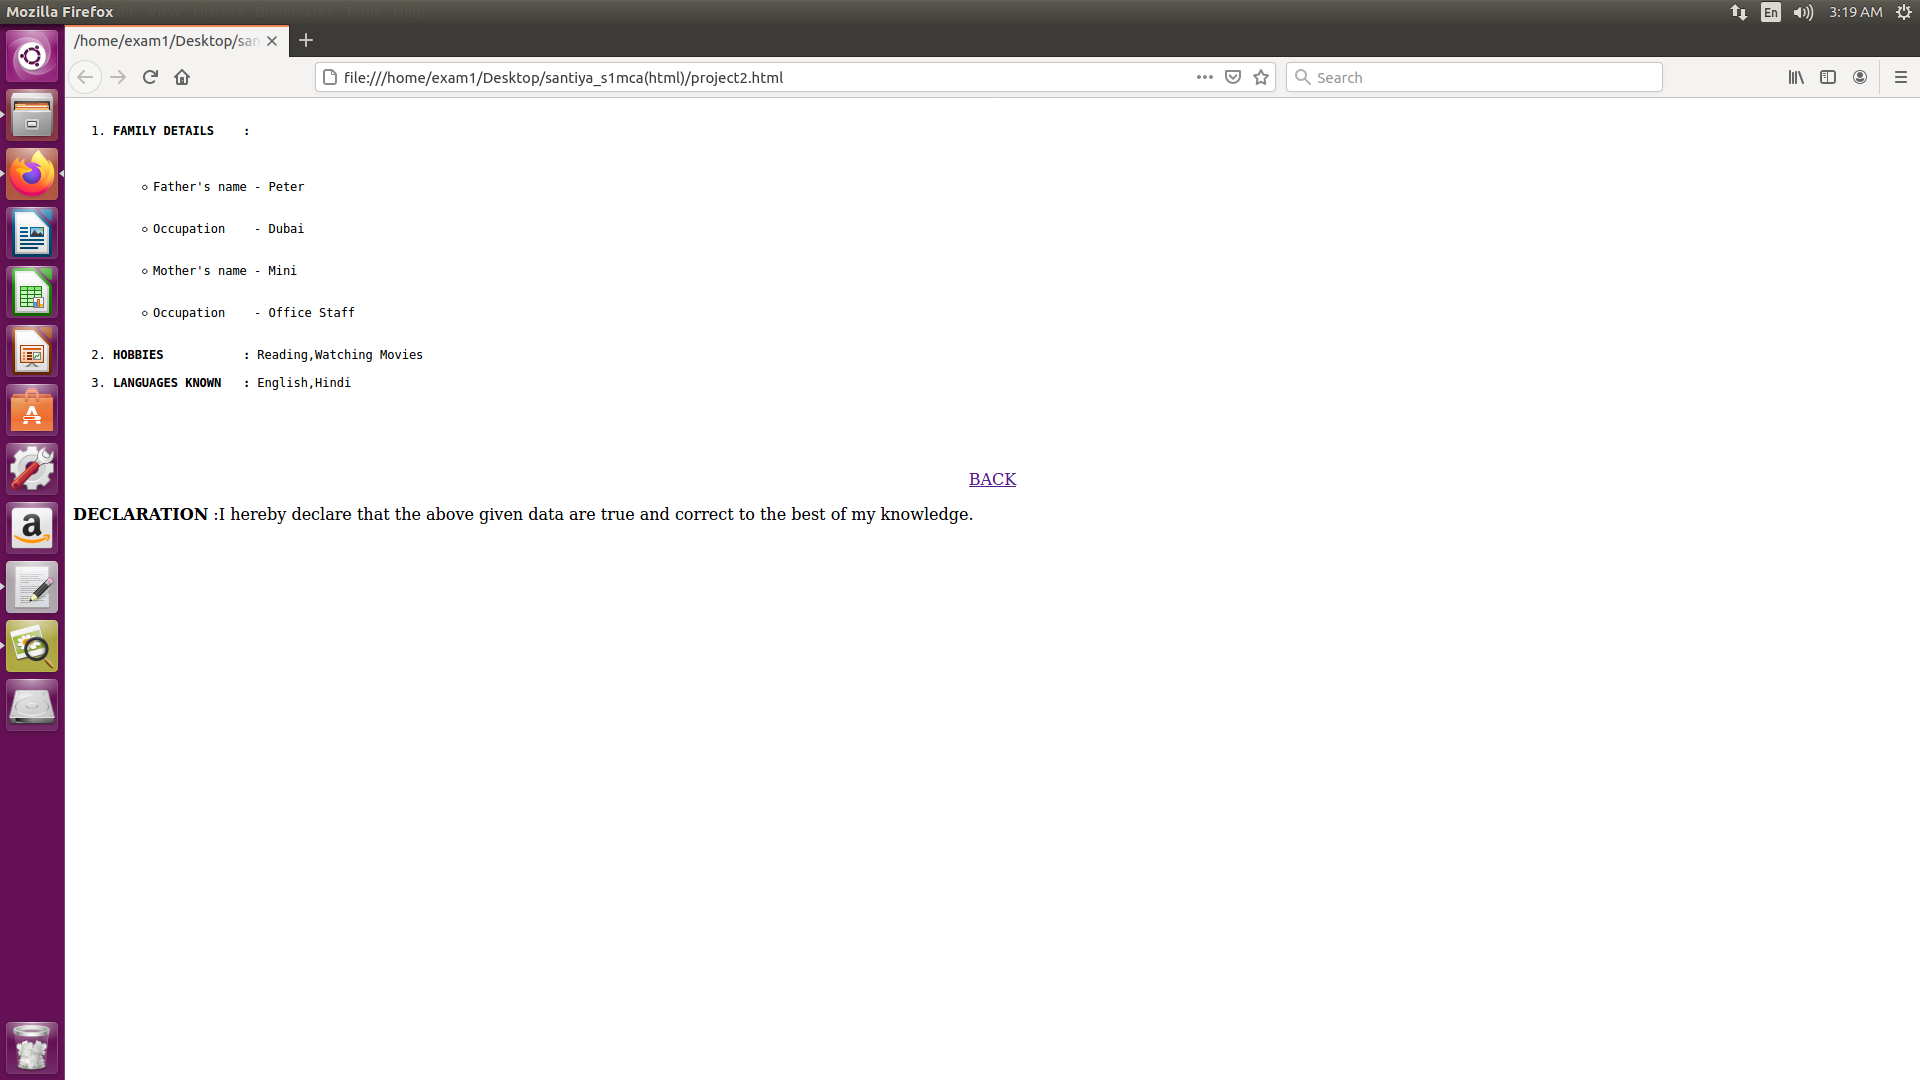 Mozilla Firefox
3:19 AM
En
/home/exam1/Desktop/san
file:///home/exam1/Desktop/santiya_s1mca(html)/project2.html
Search
1. FAMILY DETAILS :
Father's name - Peter
Occupation - Dubai
Mother's name - Mini
Occupation - Office Staff
2. HOBBIES : Reading,Watching Movies
3. LANGUAGES KNOWN : English,Hindi
BACK
DECLARATION :I hereby declare that the above given data are true and correct to the best of my knowledge.